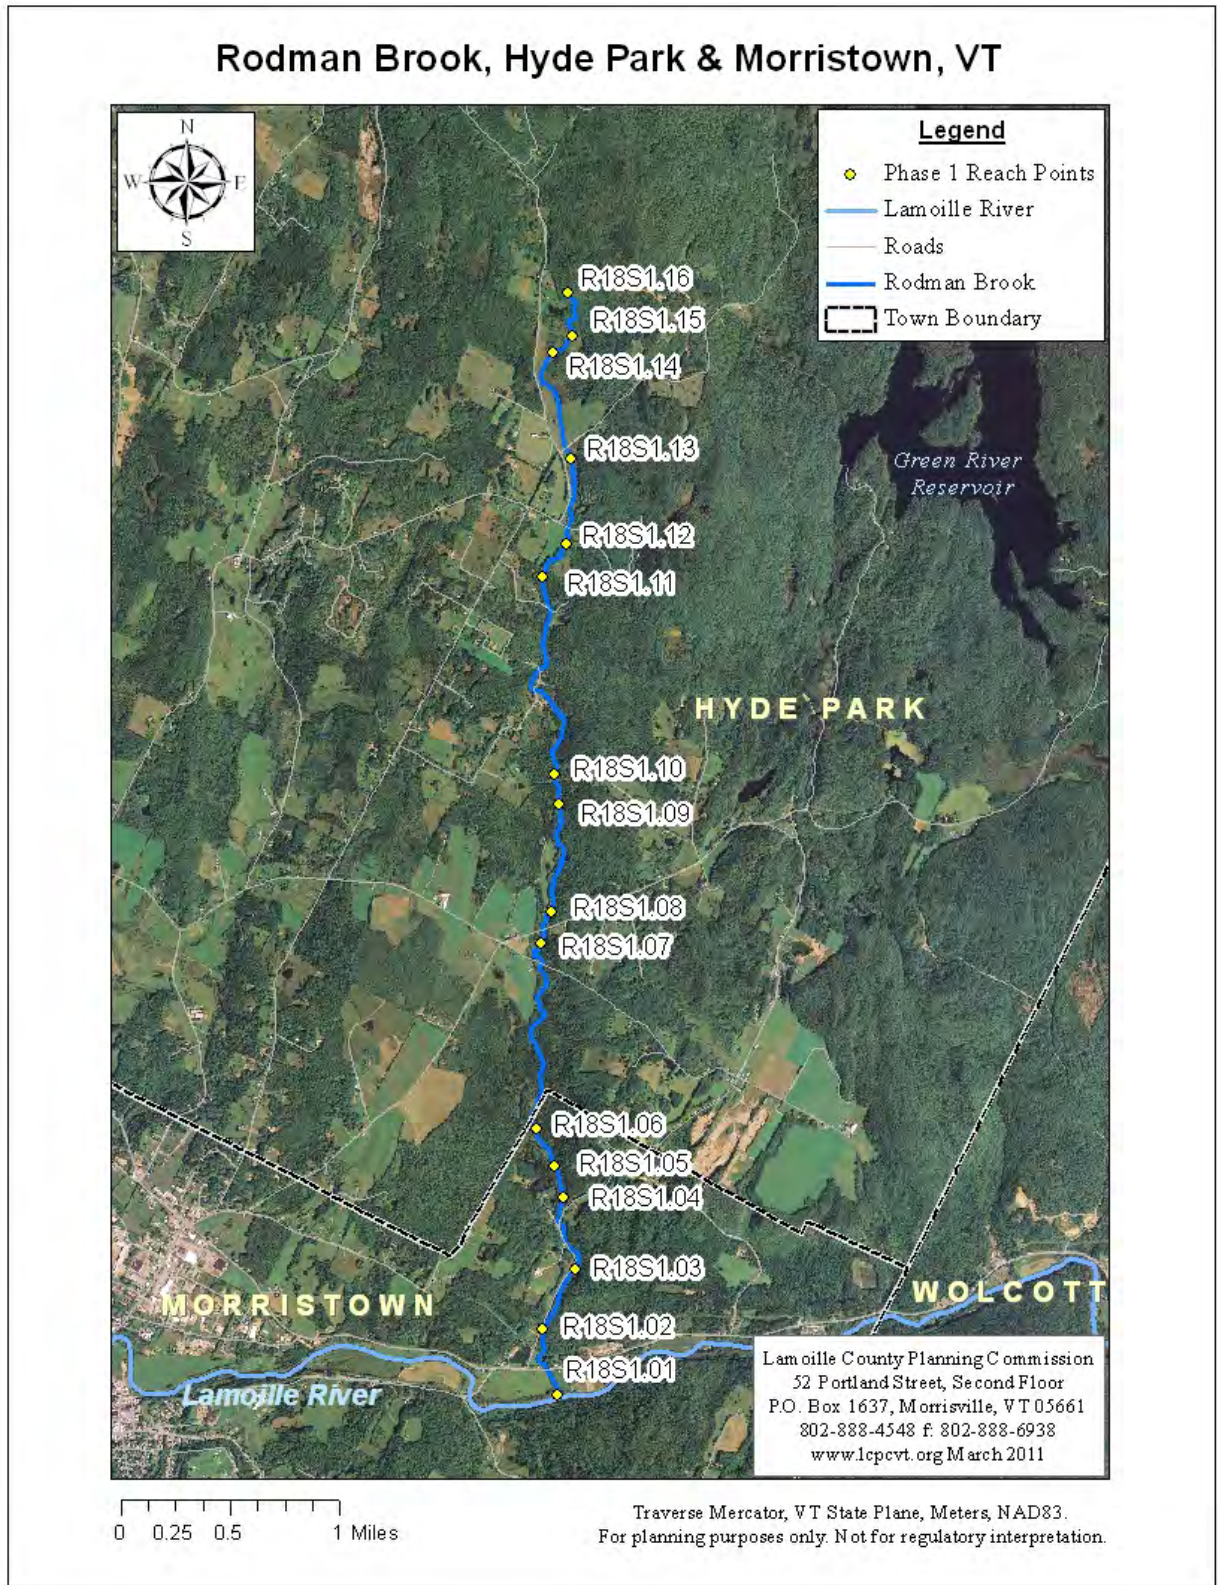 Rodman Brook, Hyde Park & Morristown, VT
N
W E
S
Legend
Phase 1 Reach Points
Lamoille River
Roads
Rodman Brook
Town Boundary
R18S1.16
R18S1.15
R18S1.14
R18S1.13
Green River
Reservoir
R18S1.12
R18S1.11
HYDE PARK
R18S1.10
R18S1.09
R18S1.08
R18S1.07
R18S1.06
R18S1.05
R18S1.04
R18S1.03
WOLCOTT
MORRISTOWN
R18S1.02
R18S1.01
Lamoille River
Lamoille County Planning Commission
52 Portland Street, Second Floor
P.O. Box 1637, Morrisville, VT 05661
802-888-4548 f: 802-888-6938
www.lcpcvt.org March 2011
0 0.25 0.5 1 Miles
Traverse Mercator, VT State Plane, Meters, NAD83.
For planning purposes only. Not for regulatory interpretation.